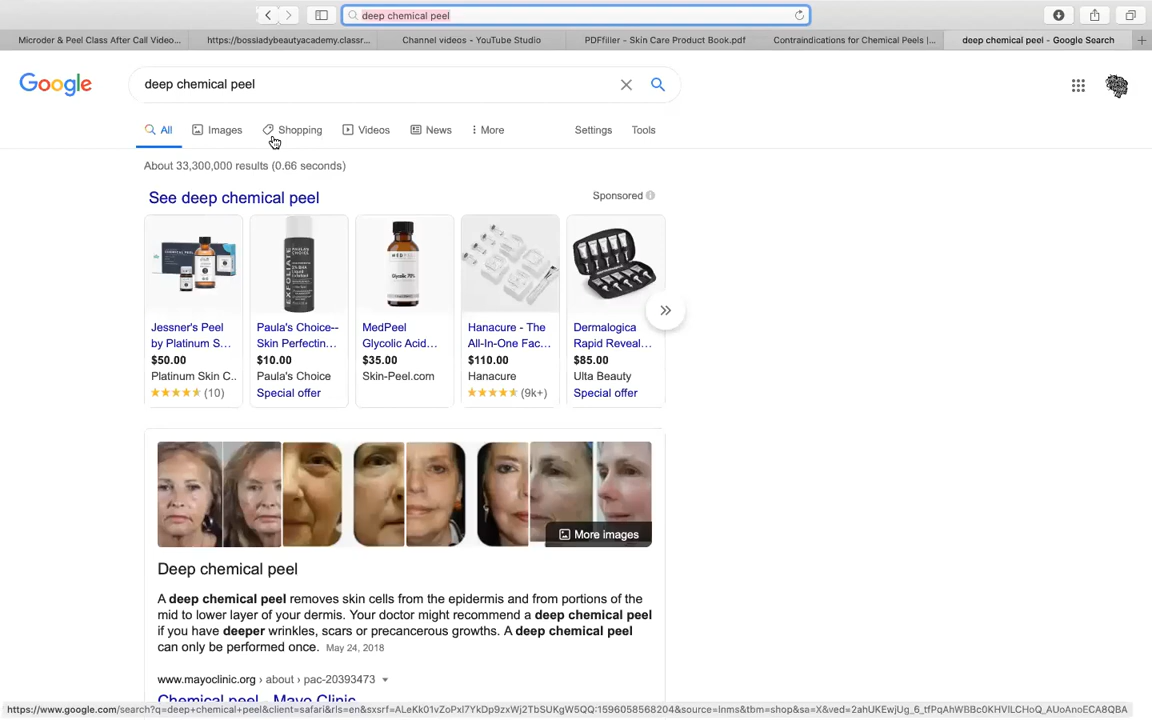 deep chemical peel
Microder & Peel Class After Call Video...
https://bossladybeautyacademy.classr...
Channel videos - YouTube Studio
PDFfiller - Skin Care Product Book.pdf
Contraindications for Chemical Peels |...
deep chemical peel - Google Search
Google
deep chemical peel
All
Images
Shopping
Videos
News
More
Settings
Tools
About 33,300,000 results (0.66 seconds)
See deep chemical peel
Sponsored
Jessner's Peel
by Platinum S...
$50.00
Platinum Skin C..
(10)
EXFOLIATE
Paula's Choice--
Skin Perfectin...
$10.00
Paula's Choice
Special offer
MEDPEEL
Glycolic 70%
MedPeel
Glycolic Acid...
$35.00
Skin-Peel.com
Hanacure - The
All-In-One Fac...
$110.00
Hanacure
(9k+)
Dermalogica
Rapid Reveal...
$85.00
Ulta Beauty
Special offer
More images
Deep chemical peel
A deep chemical peel removes skin cells from the epidermis and from portions of the
mid to lower layer of your dermis. Your doctor might recommend a deep chemical peel
if you have deeper wrinkles, scars or precancerous growths. A deep chemical peel
can only be performed once. May 24, 2018
www.mayoclinic.org › about › pac-20393473
Chemical peel - Mayo Clinic
https://www.google.com/search?q=deep+chemical+peel&client=safari&rls=en&sxsrf=ALeKk01vZoPxI7YkDp9zxWj2TbSUKgW5QQ:1596058568204&source=lnms&tbm=shop&sa=X&ved=2ahUKEwjUg_6_tfPqAhWBBc0KHVlLCHoQ_AUoAnoECA8QBA